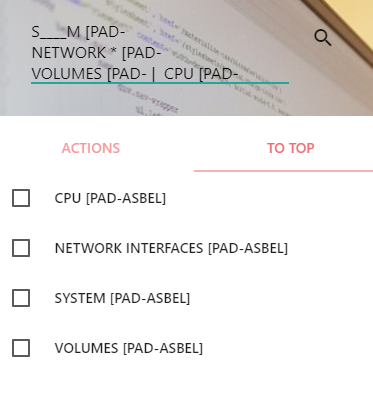 S____M [PAD-
NETWORK * [PAD-
VOLUMES [PAD- | CPU [PAD-
ACTIONS
TO TOP
CPU [PAD-ASBEL]
NETWORK INTERFACES [PAD-ASBEL]
SYSTEM [PAD-ASBEL]
VOLUMES [PAD-ASBEL]